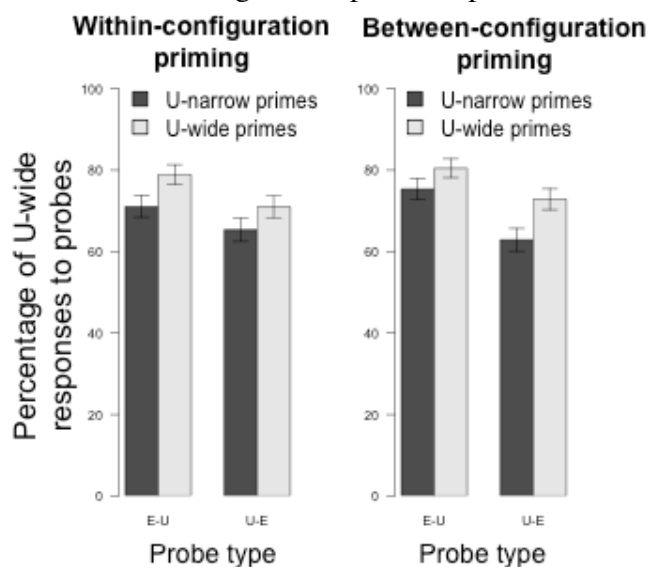 Within-configuration
priming
U-narrow primes
U-wide primes
Percentage of U-wide
responses to probes
100
80
60
40
20
0
E-U
U-E
Probe type
Between-configuration
priming
U-narrow primes
U-wide primes
100
80
60
40
20
0
E-U
U-E
Probe type